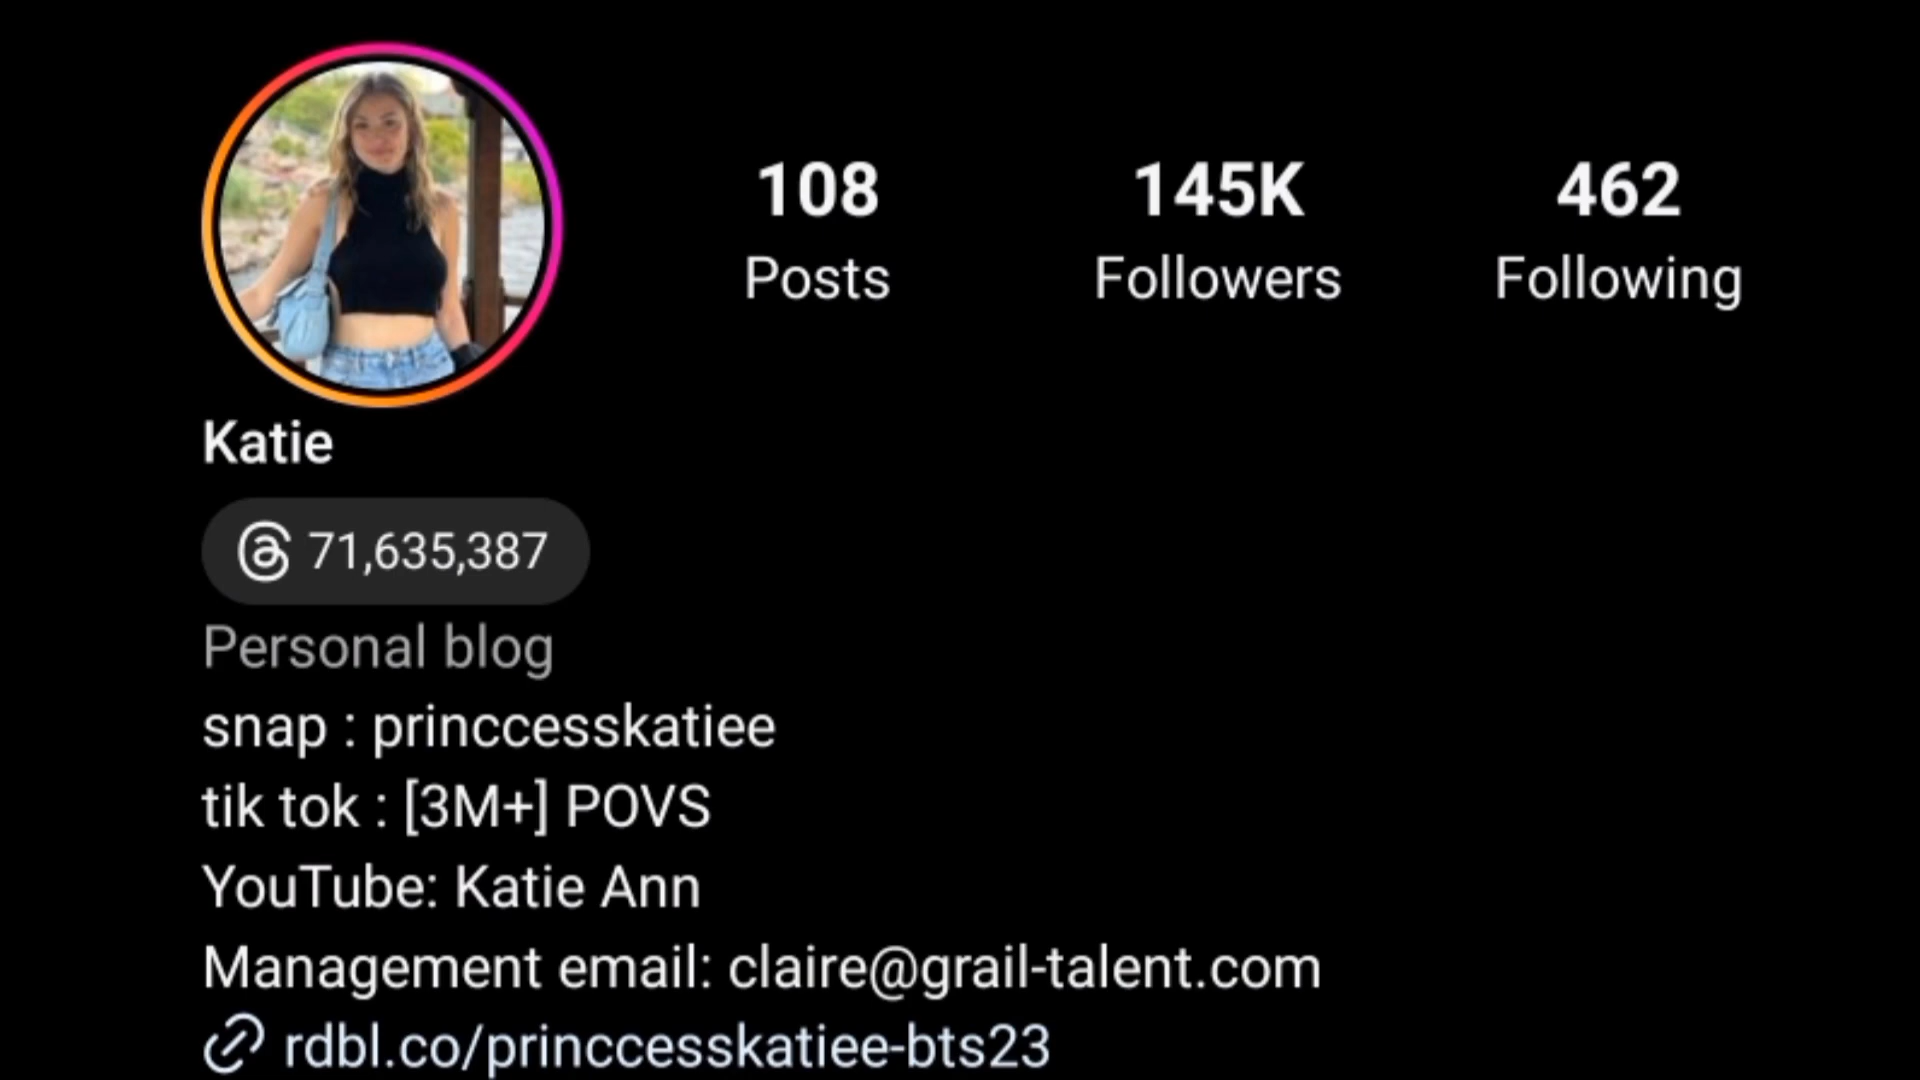 108 145K 462
Posts Followers Following
Katie
71,635,387
Personal blog
snap : princcesskatiee
tik tok : [3M+] POVS
YouTube: Katie Ann
Management email: claire@grail-talent.com
rdbl.co/princcesskatiee-bts23